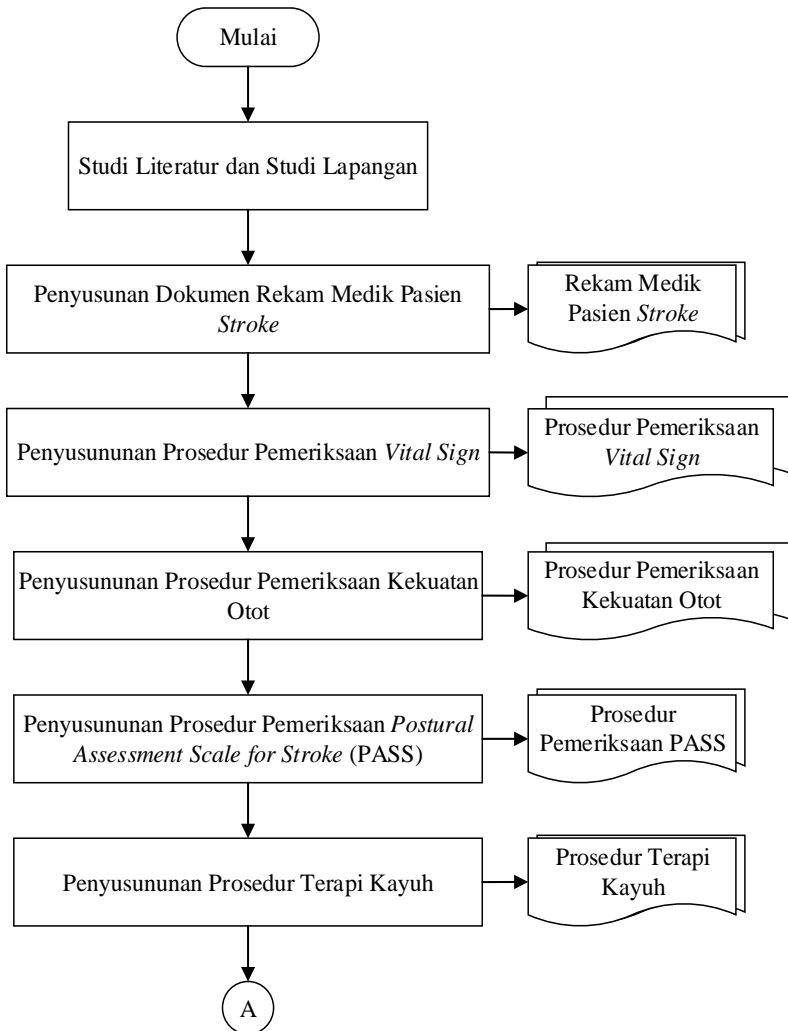 Mulai
Studi Literatur dan Studi Lapangan
Penyusunan Dokumen Rekam Medik Pasien
Stroke
Rekam Medik
Pasien Stroke
Penyusununan Prosedur Pemeriksaan Vital Sign
Prosedur Pemeriksaan
Vital Sign
Penyusununan Prosedur Pemeriksaan Kekuatan
Otot
Prosedur Pemeriksaan
Kekuatan Otot
Penyusununan Prosedur Pemeriksaan Postural
Assessment Scale for Stroke (PASS)
Prosedur
Pemeriksaan PASS
Penyusununan Prosedur Terapi Kayuh
Prosedur Terapi
Kayuh
A